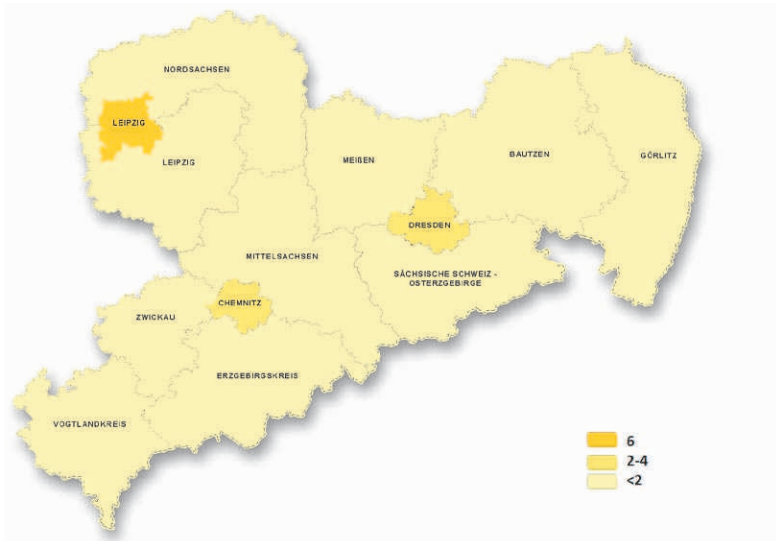 NORDSACHSEN
LEIPZIG
LEIPZIG
MEIßEN
BAUTZEN
GÖRLITZ
DRESDEN
MITTELSACHSEN
SÄCHSISCHE SCHWEIZ -
OSTERZGEBIRGE
CHEMNITZ
ZWICKAU
ERZGEBIRGSKREIS
VOGTLANDKREIS
6
2-4
<2